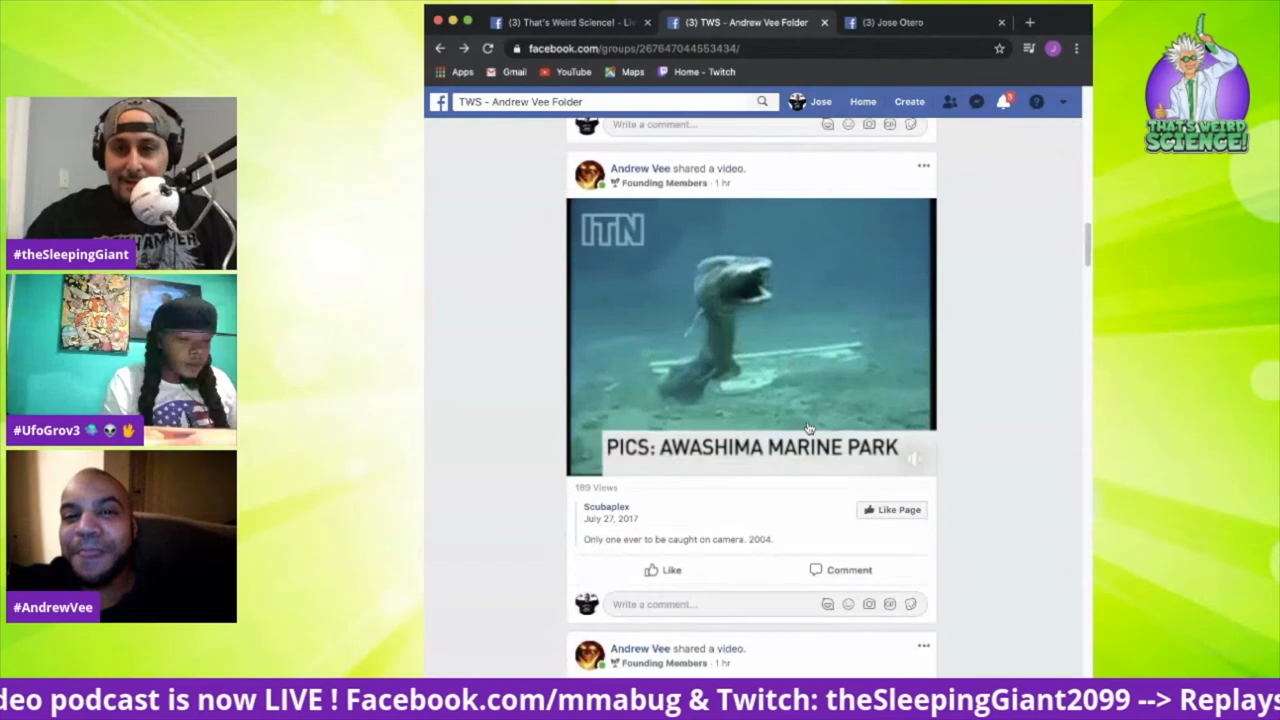 (3) That's Weird Science! - Li
(3) TWS - Andrew Vee Folder
(3) Jose Otero
facebook.com/groups/267647044553434/
Apps
Gmail
YouTube
Maps
Home - Twitch
TWS - Andrew Vee Folder
Jose
Home
Create
3
Write a comment...
Andrew Vee shared a video.
Founding Members · 1 hr
ITN
PICS: AWASHIMA MARINE PARK
189 Views
Scubaplex
July 27, 2017
Like Page
Only one ever to be caught on camera. 2004.
Like
Comment
Write a comment...
Andrew Vee shared a video.
Founding Members · 1 hr
#theSleepingGiant
#UfoGrov3
#AndrewVee
THAT'S WEIRD
SCIENCE!
deo podcast is now LIVE ! Facebook.com/mmabug & Twitch: theSleepingGiant2099 --> Replays